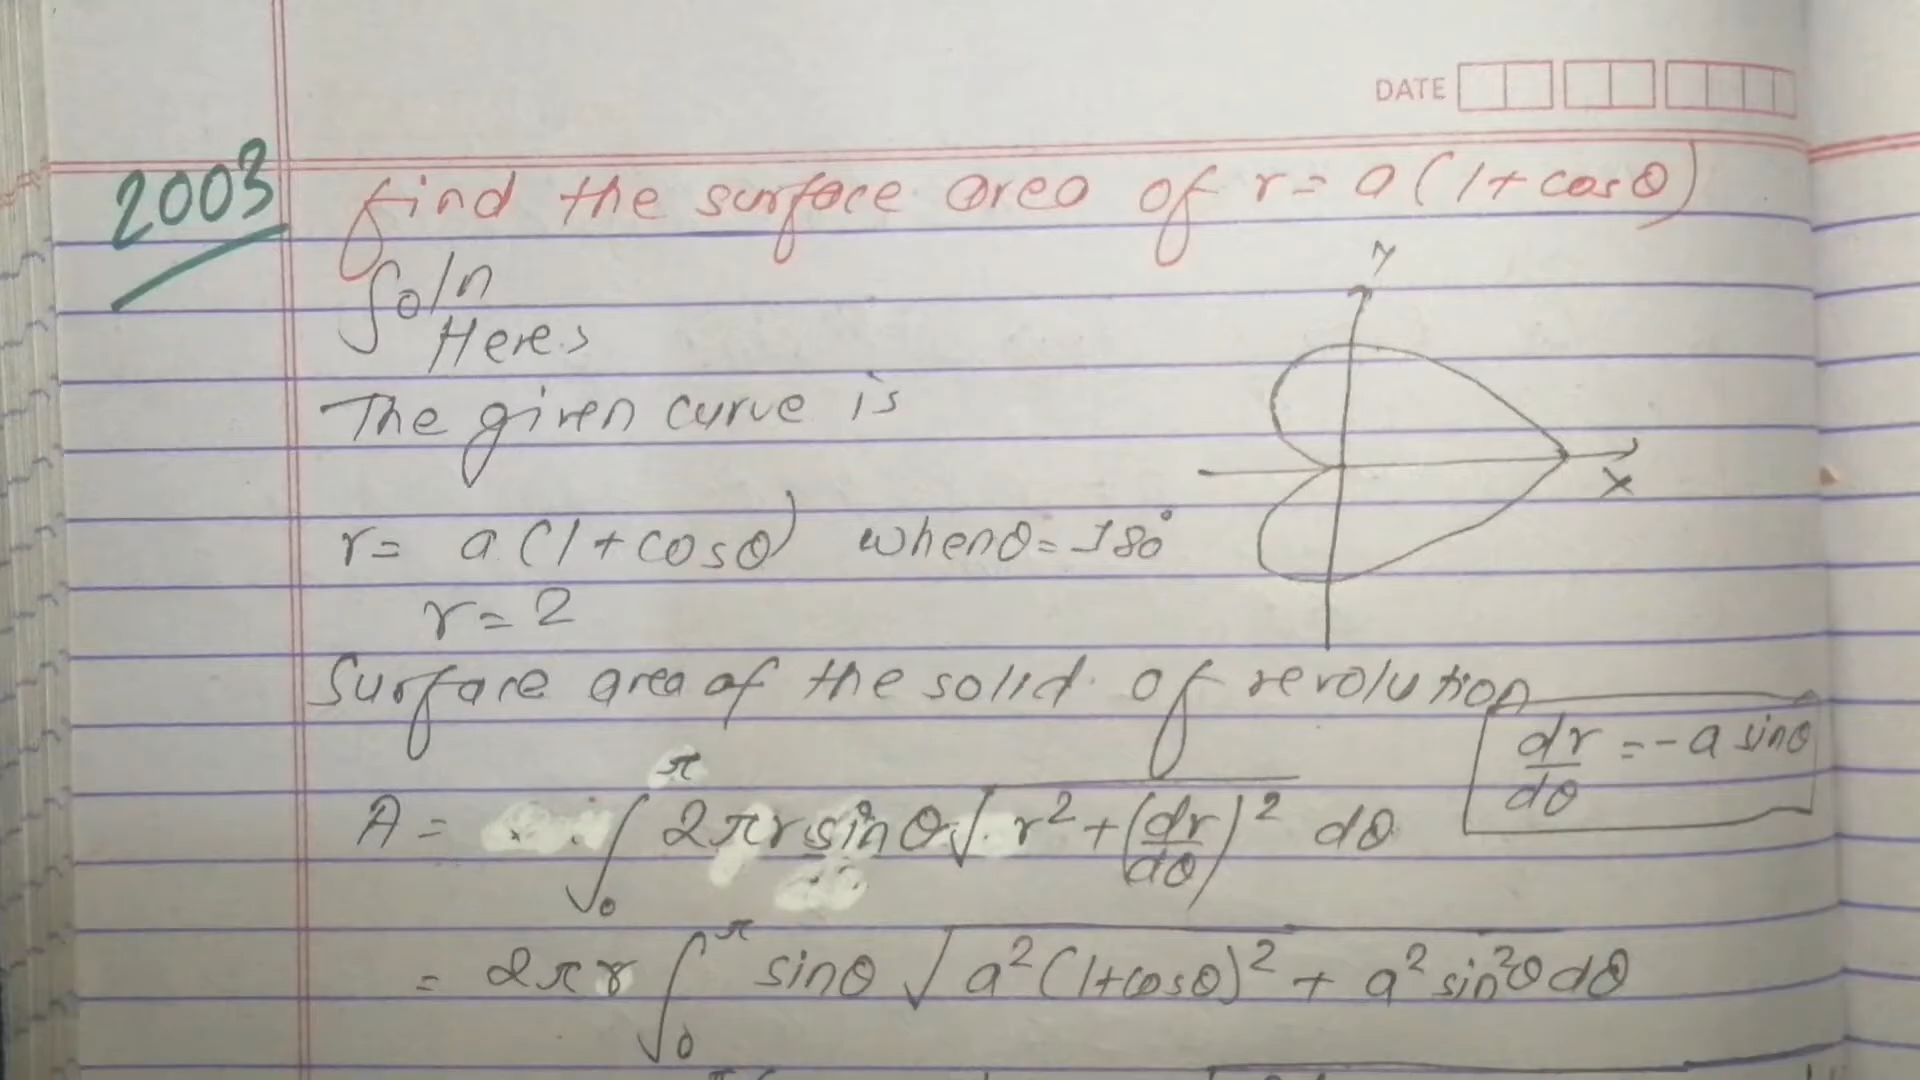 DATE
2003 find the surface area of r = a(1+cosθ)
Soln
Here,
The given curve is
r = a(1+cosθ) when θ = 180°
r = 2
Surface area of the solid of revolution
dr/dθ = -a sinθ
A = ∫₀^π 2πr sinθ √(r² + (dr/dθ)²) dθ
= 2πr ∫₀^π sinθ √(a²(1+cosθ)² + a² sin²θ) dθ
Y
X